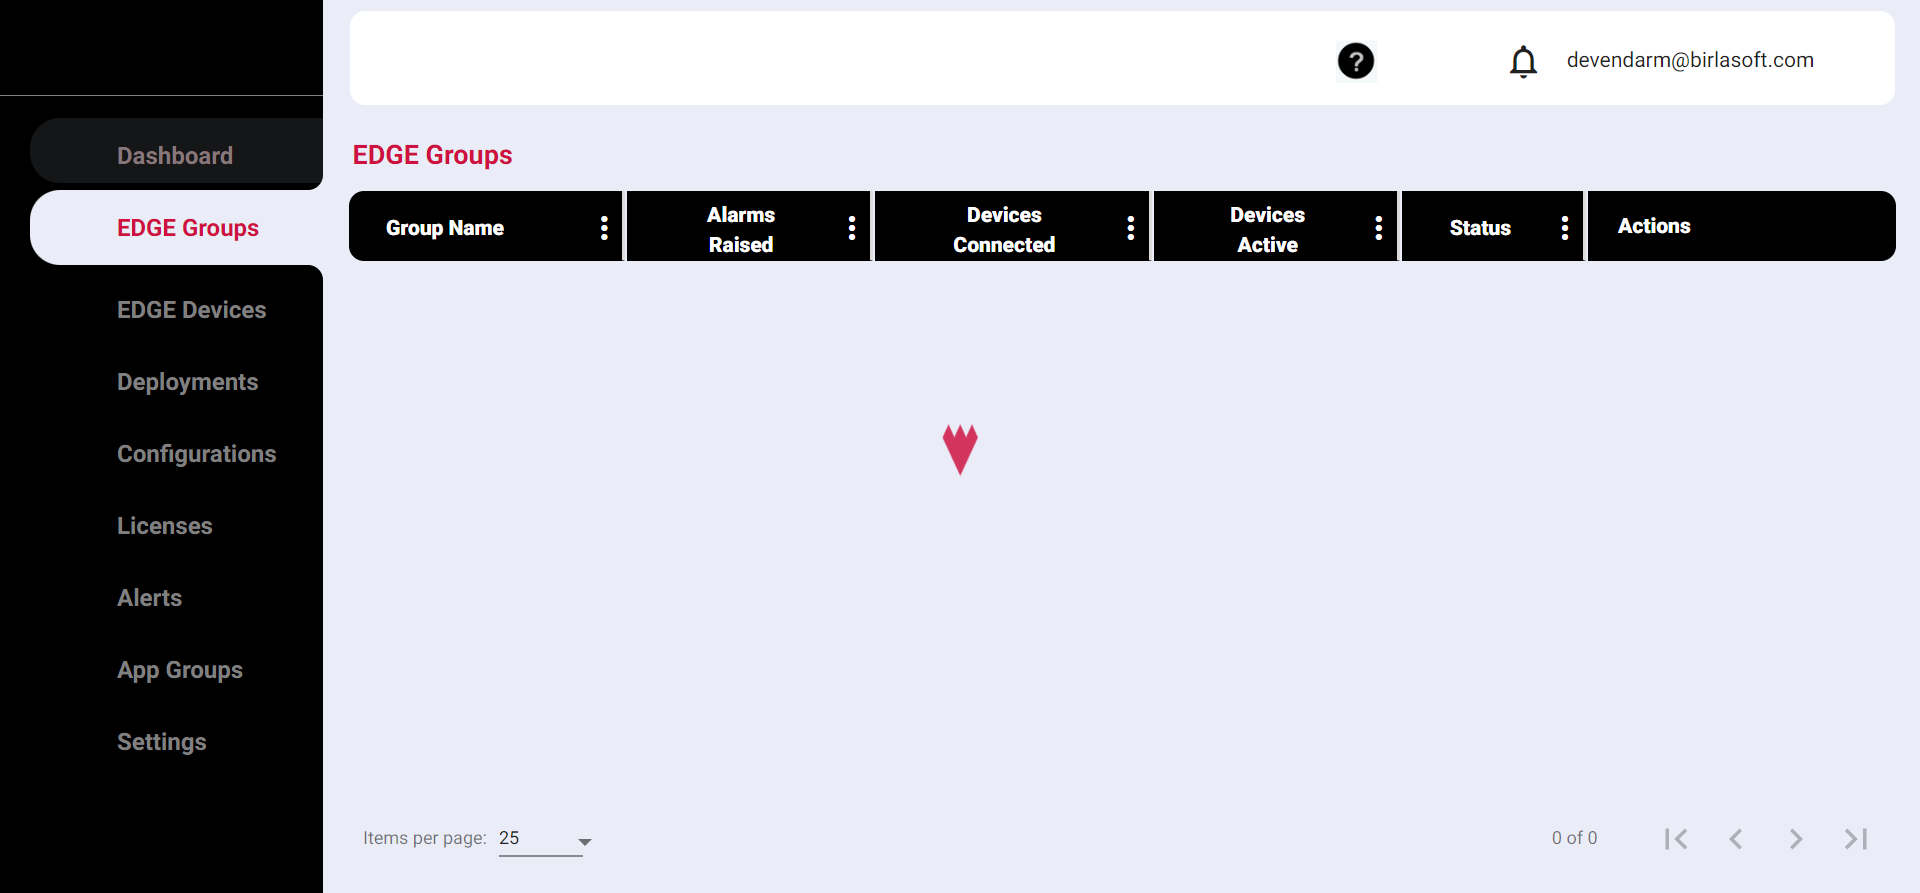 ?
devendarm@birlasoft.com
Dashboard
EDGE Groups
EDGE Devices
Deployments
Configurations
Licenses
Alerts
App Groups
Settings
EDGE Groups
Group Name
Alarms
Raised
Devices
Connected
Devices
Active
Status
Actions
Items per page: 25
0 of 0